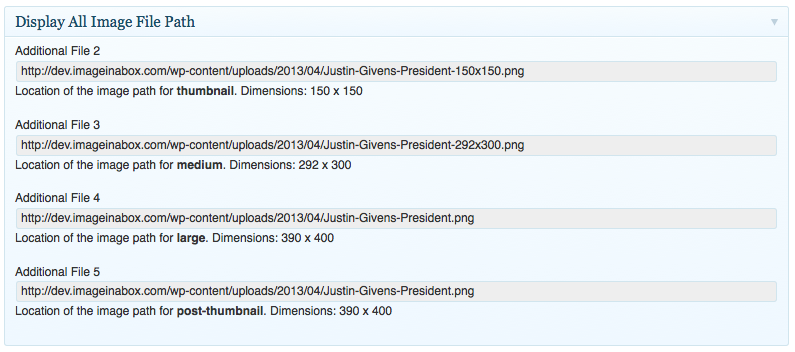 Display All Image File Path
Additional File 2
http://dev.imageinabox.com/wp-content/uploads/2013/04/Justin-Givens-President-150x150.png
Location of the image path for thumbnail. Dimensions: 150 x 150
Additional File 3
http://dev.imageinabox.com/wp-content/uploads/2013/04/Justin-Givens-President-292x300.png
Location of the image path for medium. Dimensions: 292 x 300
Additional File 4
http://dev.imageinabox.com/wp-content/uploads/2013/04/Justin-Givens-President.png
Location of the image path for large. Dimensions: 390 x 400
Additional File 5
http://dev.imageinabox.com/wp-content/uploads/2013/04/Justin-Givens-President.png
Location of the image path for post-thumbnail. Dimensions: 390 x 400